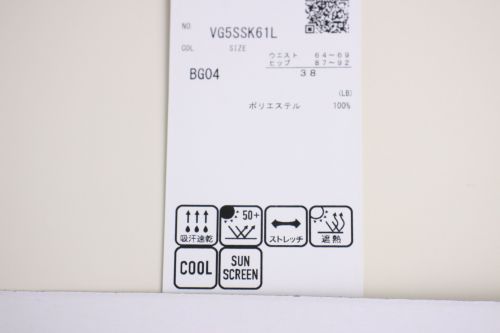 NO VG5SSK61L
COL SIZE
ウエスト 64～69
ヒップ 87～92
BG04 38
(LB)
ポリエステル 100%
50+
吸汗速乾 ストレッチ 遮熱
COOL SUN SCREEN